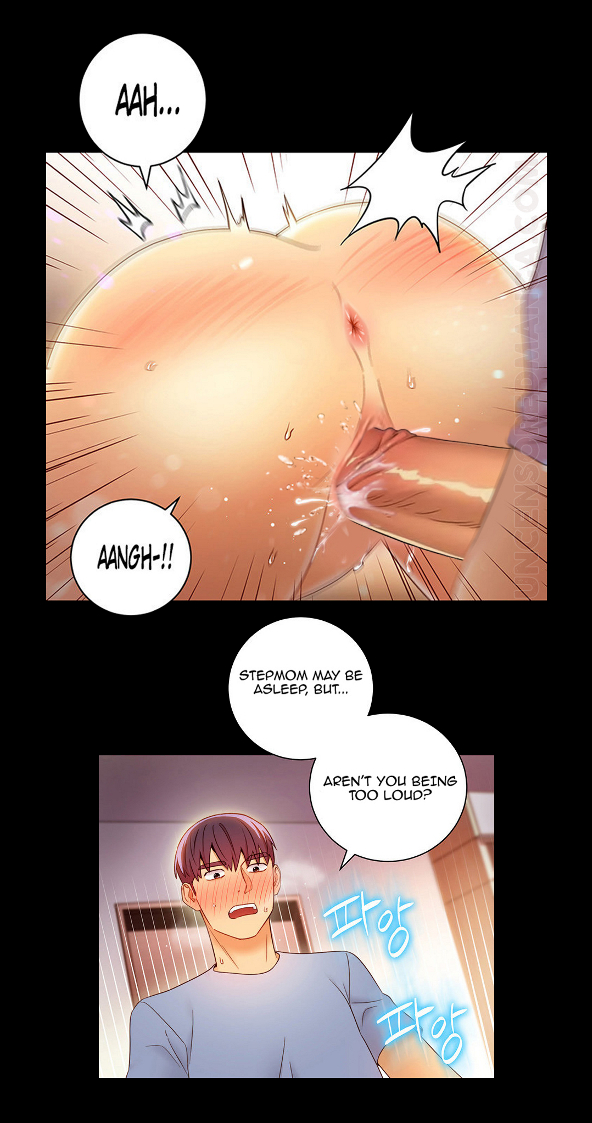 AAH...
AANGH-!!
STEPMOM MAY BE
ASLEEP, BUT...
AREN'T YOU BEING
TOO LOUD?
파앙
파앙